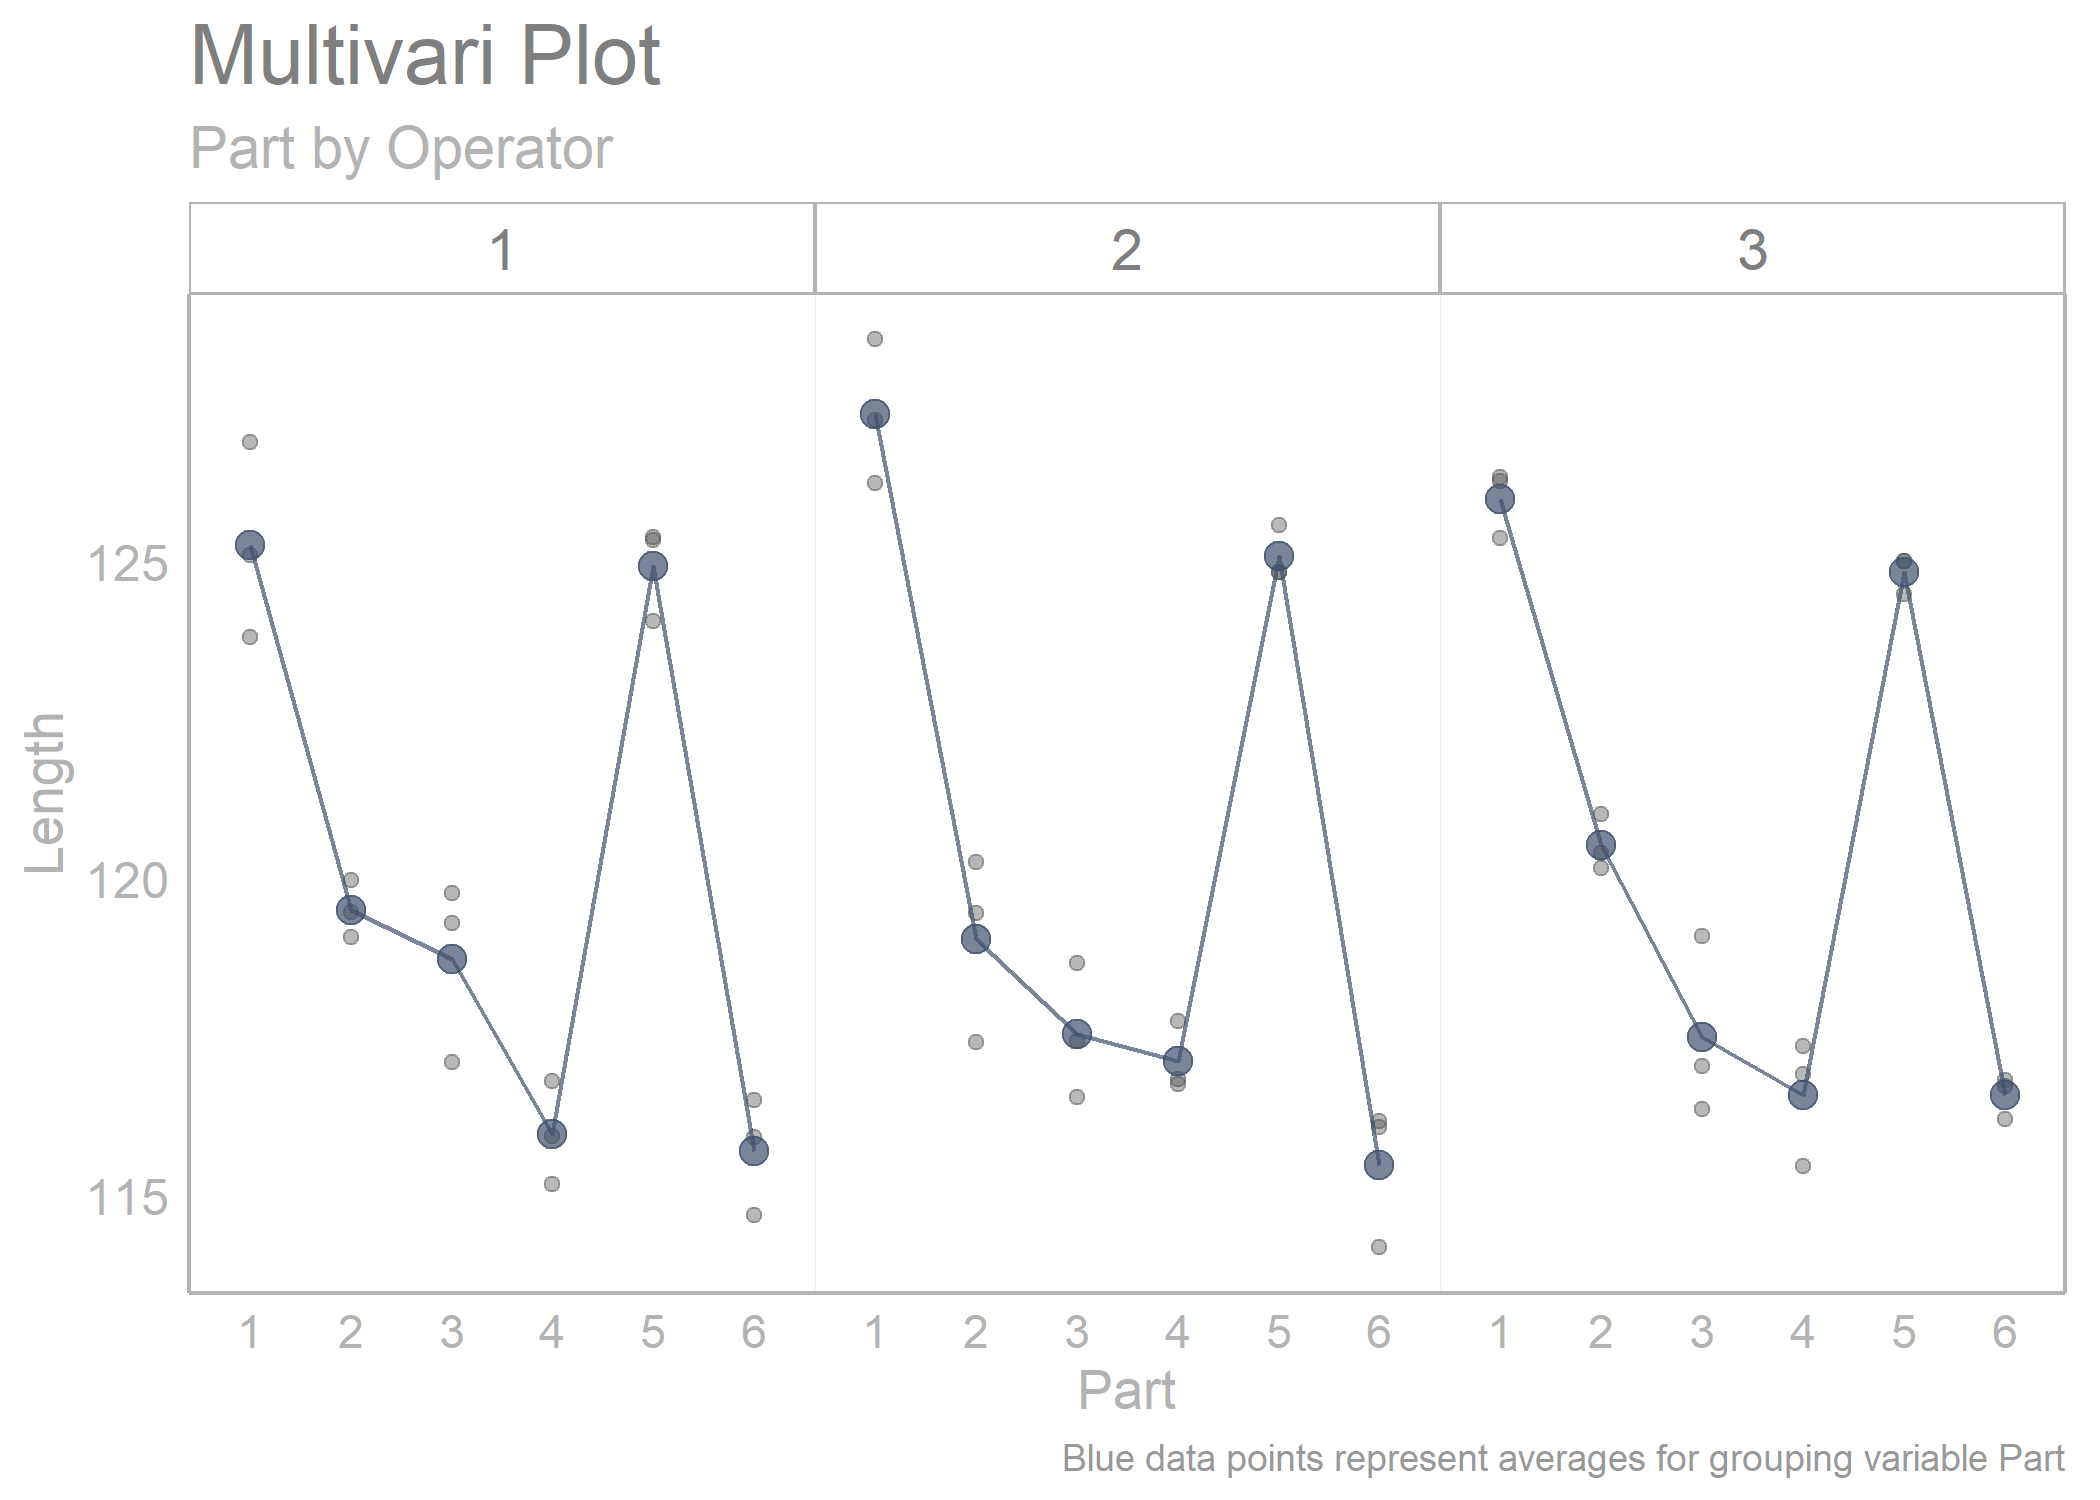 Multivari Plot
Part by Operator
1 2 3
Length
125
120
115
1 2 3 4 5 6 1 2 3 4 5 6 1 2 3 4 5 6
Part
Blue data points represent averages for grouping variable Part